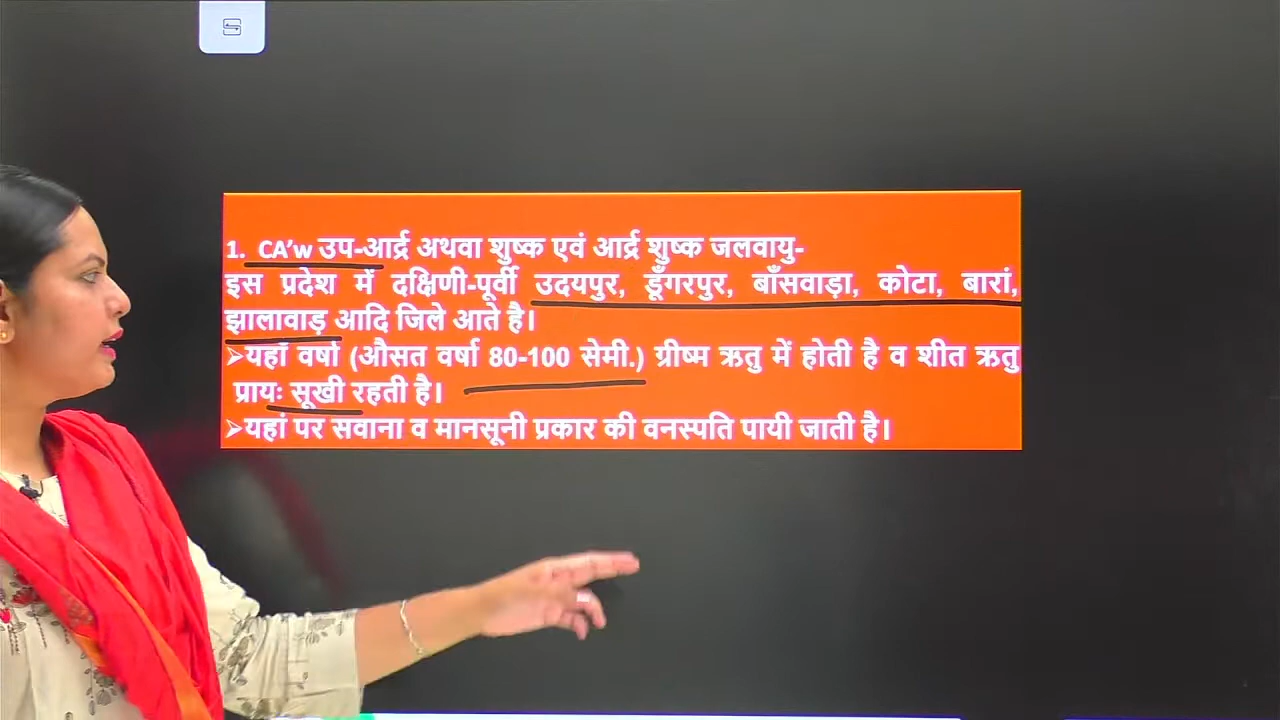 1. CA’w उप-आर्द्र अथवा शुष्क एवं आर्द्र शुष्क जलवायु-
इस प्रदेश में दक्षिणी-पूर्वी उदयपुर, डूँगरपुर, बाँसवाड़ा, कोटा, बारां,
झालावाड़ आदि जिले आते है।
➢यहां वर्षा (औसत वर्षा 80-100 सेमी.) ग्रीष्म ऋतु में होती है व शीत ऋतु
प्रायः सूखी रहती है।
➢यहां पर सवाना व मानसूनी प्रकार की वनस्पति पायी जाती है।